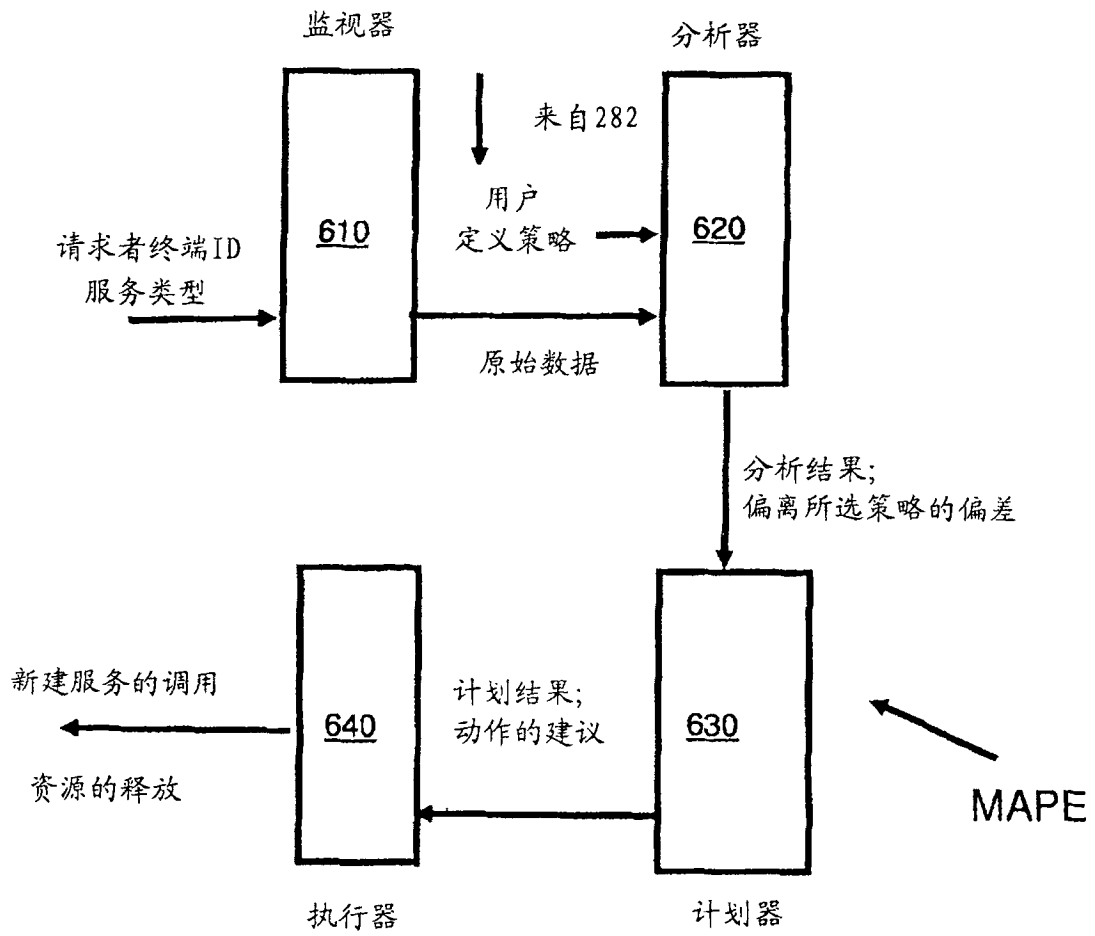 监视器
分析器
来自282
用户
定义策略
610
620
请求者终端ID
服务类型
原始数据
分析结果;
偏离所选策略的偏差
新建服务的调用
资源的释放
640
计划结果;
动作的建议
630
MAPE
执行器
计划器